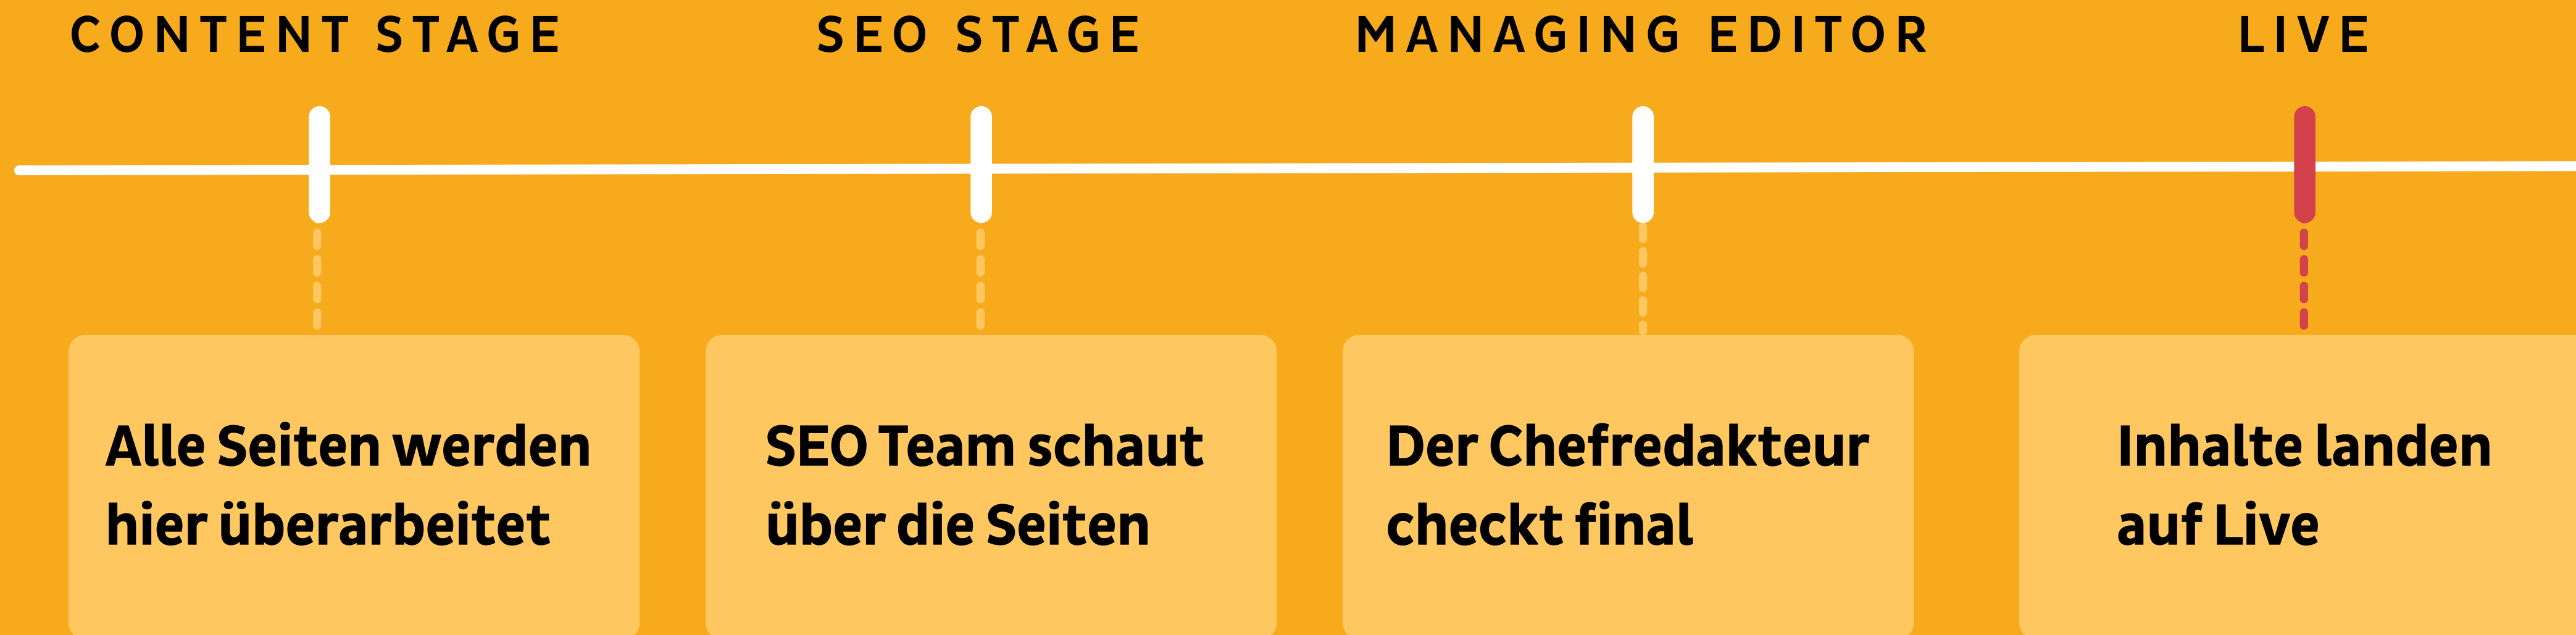 CONTENT STAGE
SEO STAGE
MANAGING EDITOR
LIVE
Alle Seiten werden
hier überarbeitet
SEO Team schaut
über die Seiten
Der Chefredakteur
checkt final
Inhalte landen
auf Live